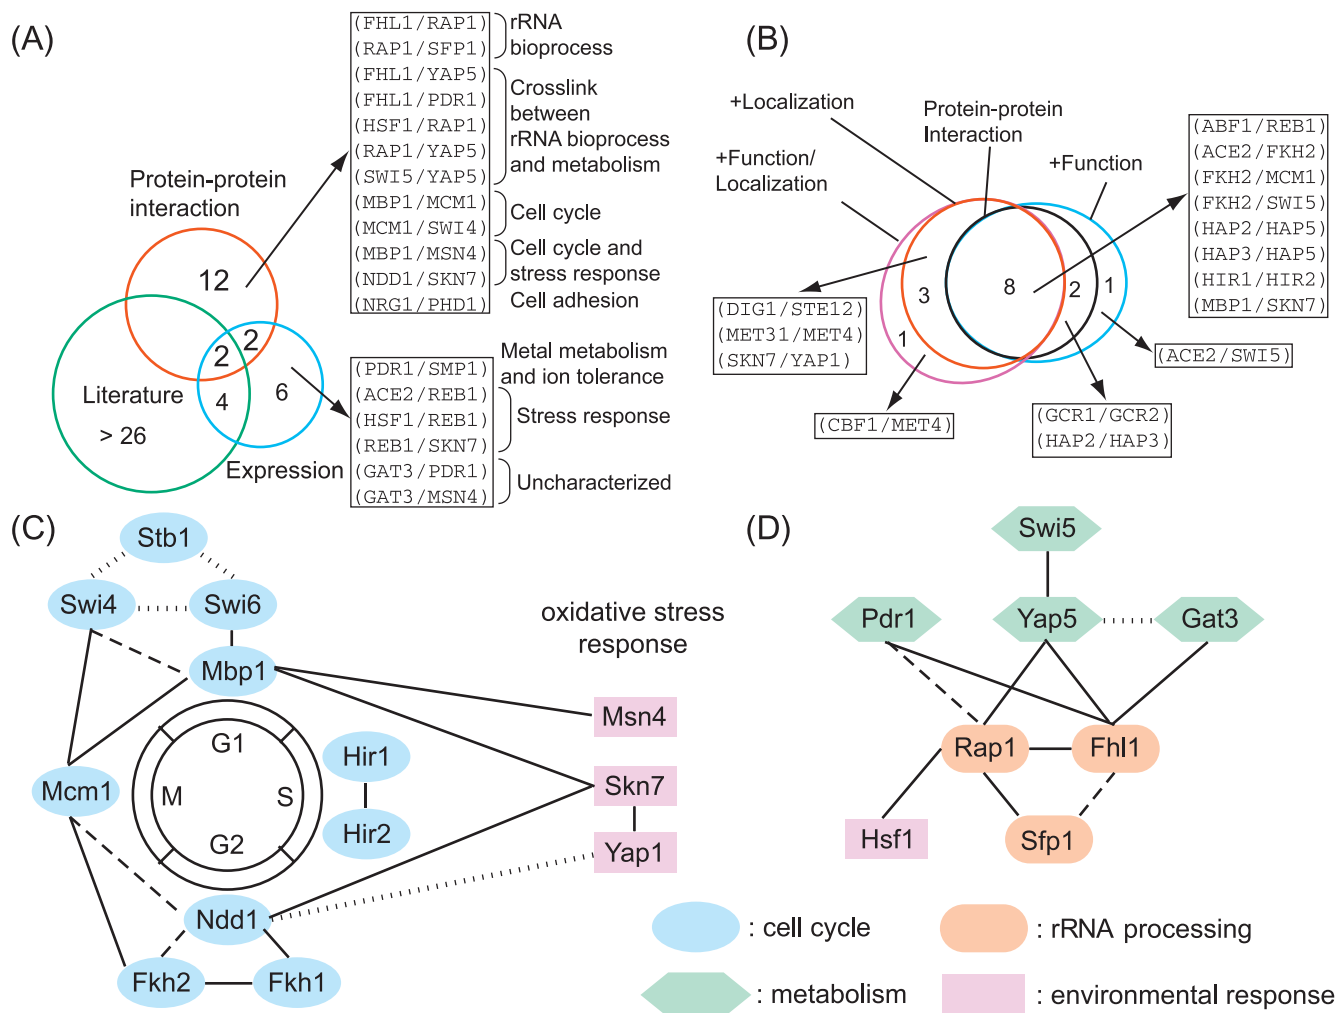 (A)
(FHL1/RAP1)
(RAP1/SFP1)
rRNA
bioprocess
(FHL1/YAP5)
(FHL1/PDR1)
(HSF1/RAP1)
(RAP1/YAP5)
(SWI5/YAP5)
Crosslink
between
rRNA bioprocess
and metabolism
(MBP1/MCM1)
(MCM1/SWI4)
Cell cycle
(MBP1/MSN4)
(NDD1/SKN7)
Cell cycle and
stress response
(NRG1/PHD1)
Cell adhesion
Protein-protein
interaction
12
2
2
4
6
Literature
> 26
Expression
(PDR1/SMP1)
Metal metabolism
and ion tolerance
(ACE2/REB1)
(HSF1/REB1)
(REB1/SKN7)
Stress response
(GAT3/PDR1)
(GAT3/MSN4)
Uncharacterized
(B)
+Localization
Protein-protein
Interaction
+Function/
Localization
+Function
(ABF1/REB1)
(ACE2/FKH2)
(FKH2/MCM1)
(FKH2/SWI5)
(HAP2/HAP5)
(HAP3/HAP5)
(HIR1/HIR2)
(MBP1/SKN7)
3
8
2
1
1
(DIG1/STE12)
(MET31/MET4)
(SKN7/YAP1)
(ACE2/SWI5)
(CBF1/MET4)
(GCR1/GCR2)
(HAP2/HAP3)
(C)
Stb1
Swi4
Swi6
Mbp1
oxidative stress
response
Msn4
G1
Hir1
Mcm1
M
S
Skn7
G2
Hir2
Yap1
Ndd1
Fkh2
Fkh1
(D)
Swi5
Pdr1
Yap5
Gat3
Rap1
Fhl1
Hsf1
Sfp1
: cell cycle
: rRNA processing
: metabolism
: environmental response